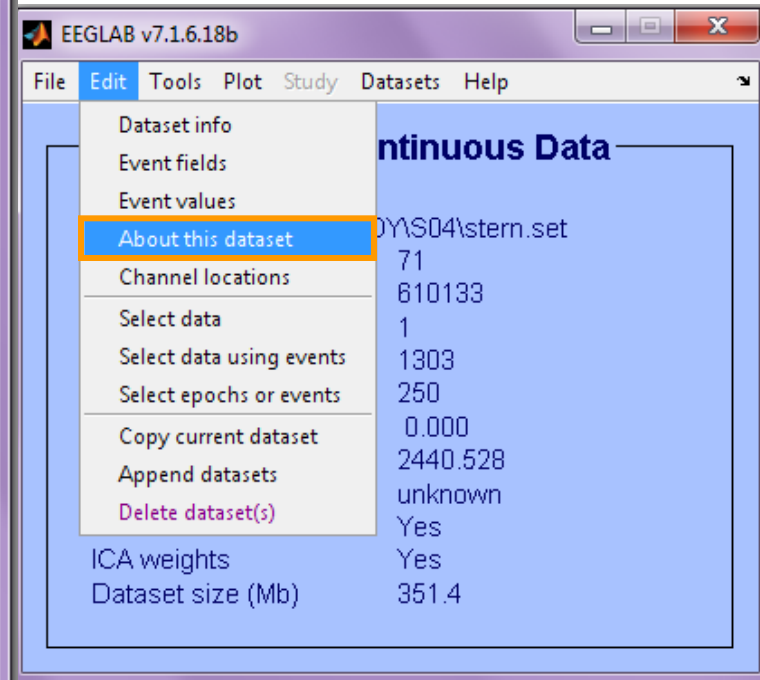 EEGLAB v7.1.6.18b
File Edit Tools Plot Study Datasets Help
Dataset info
Event fields
Event values
About this dataset
Channel locations
Select data
Select data using events
Select epochs or events
Copy current dataset
Append datasets
Delete dataset(s)
ntinuous Data
\S04\stern.set
71
610133
1
1303
250
0.000
2440.528
unknown
Yes
ICA weights Yes
Dataset size (Mb) 351.4